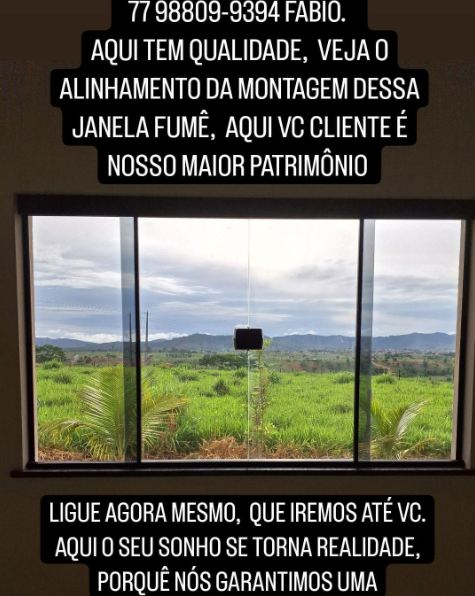 77 98809-9394 FABIO.
AQUI TEM QUALIDADE, VEJA O
ALINHAMENTO DA MONTAGEM DESSA
JANELA FUMÊ, AQUI VC CLIENTE É
NOSSO MAIOR PATRIMÔNIO
LIGUE AGORA MESMO, QUE IREMOS ATÉ VC.
AQUI O SEU SONHO SE TORNA REALIDADE,
PORQUÊ NÓS GARANTIMOS UMA